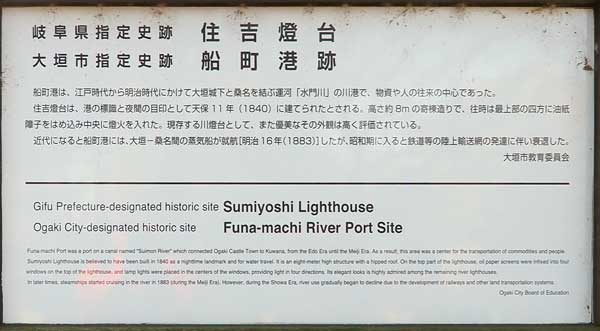 岐阜県指定史跡 住吉燈台
大垣市指定史跡 船町港跡
船町港は、江戸時代から明治時代にかけて大垣城下と桑名を結ぶ運河「水門川」の川港で、物資や人の往来の中心であった。
住吉燈台は、港の標識と夜間の目印として天保11年（1840）に建てられたとされる。高さ約8mの寄棟造りで、往時は最上部の四方に油紙
障子をはめ込み中央に燈火を入れた。現存する川燈台として、また優美なその外観は高く評価されている。
近代になると船町港には、大垣－桑名間の蒸気船が就航[明治16年(1883)]したが、昭和期に入ると鉄道等の陸上輸送網の発達に伴い衰退した。
大垣市教育委員会
Gifu Prefecture-designated historic site Sumiyoshi Lighthouse
Ogaki City-designated historic site Funa-machi River Port Site
Funa-machi Port was a port on a canal named "Suimon River" which connected Ogaki Castle Town to Kuwana, from the Edo Era until the Meiji Era. As a result, this area was a center for the transportation of commodities and people.
Sumiyoshi Lighthouse is believed to have been built in 1840 as a nighttime landmark and for water travel. It is an eight-meter high structure with a hipped roof. On the top part of the lighthouse, oil paper screens were infixed into four
windows on the top of the lighthouse, and lamp lights were placed in the centers of the windows, providing light in four directions. Its elegant looks is highly admired among the remaining river lighthouses.
In later times, steamships started cruising in the river in 1883 (during the Meiji Era). However, during the Showa Era, river use gradually began to decline due to the development of railways and other land transportation systems.
Ogaki City Board of Education